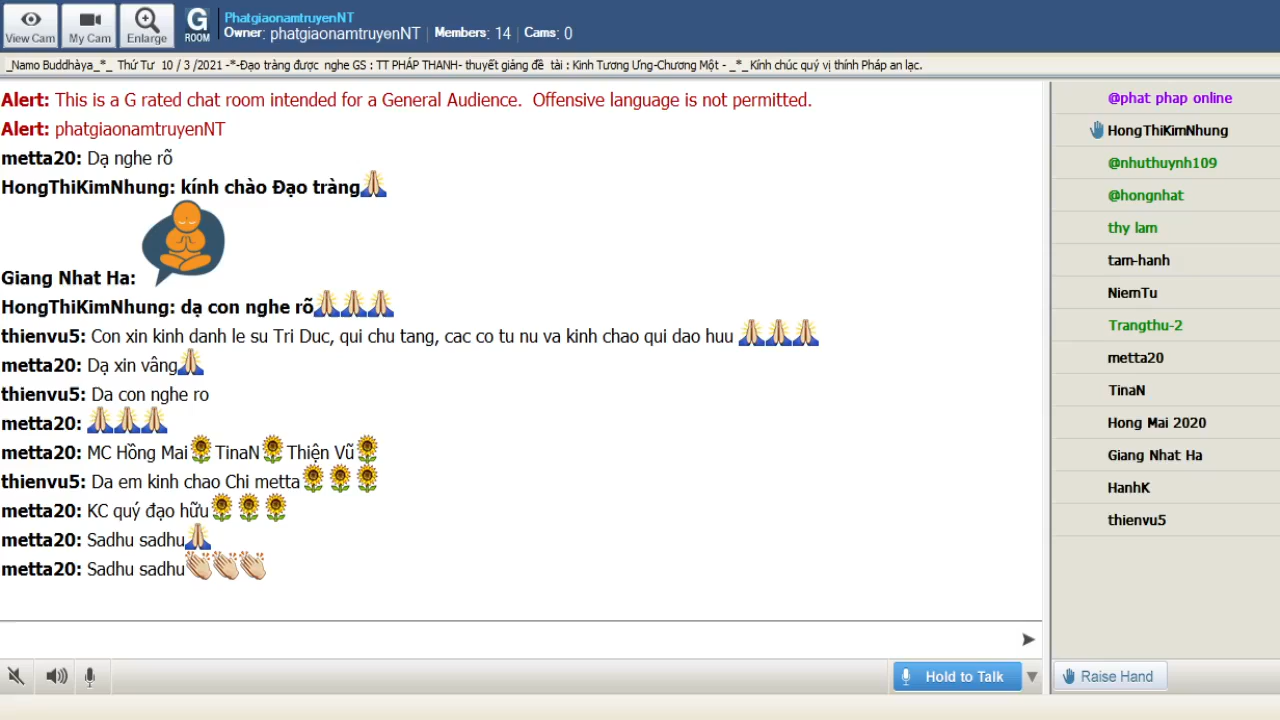 View Cam
My Cam
Enlarge
G
ROOM
PhatgiaonamtruyenNT
Owner: phatgiaonamtruyenNT | Members: 14 | Cams: 0
_Namo Buddhàya_*_ Thứ Tư 10 / 3 /2021 -*-Đạo tràng được nghe GS : TT PHÁP THANH- thuyết giảng đề tài : Kinh Tương Ưng-Chương Một - _*_Kính chúc quý vị thính Pháp an lạc.
Alert: This is a G rated chat room intended for a General Audience. Offensive language is not permitted.
Alert: phatgiaonamtruyenNT
metta20: Dạ nghe rõ
HongThiKimNhung: kính chào Đạo tràng
Giang Nhat Ha:
HongThiKimNhung: dạ con nghe rõ
thienvu5: Con xin kinh danh le su Tri Duc, qui chu tang, cac co tu nu va kinh chao qui dao huu
metta20: Dạ xin vâng
thienvu5: Da con nghe ro
metta20:
metta20: MC Hồng Mai TinaN Thiện Vũ
thienvu5: Da em kinh chao Chi metta
metta20: KC quý đạo hữu
metta20: Sadhu sadhu
metta20: Sadhu sadhu
@phat phap online
HongThiKimNhung
@nhuthuynh109
@hongnhat
thy lam
tam-hanh
NiemTu
Trangthu-2
metta20
TinaN
Hong Mai 2020
Giang Nhat Ha
HanhK
thienvu5
Hold to Talk
Raise Hand